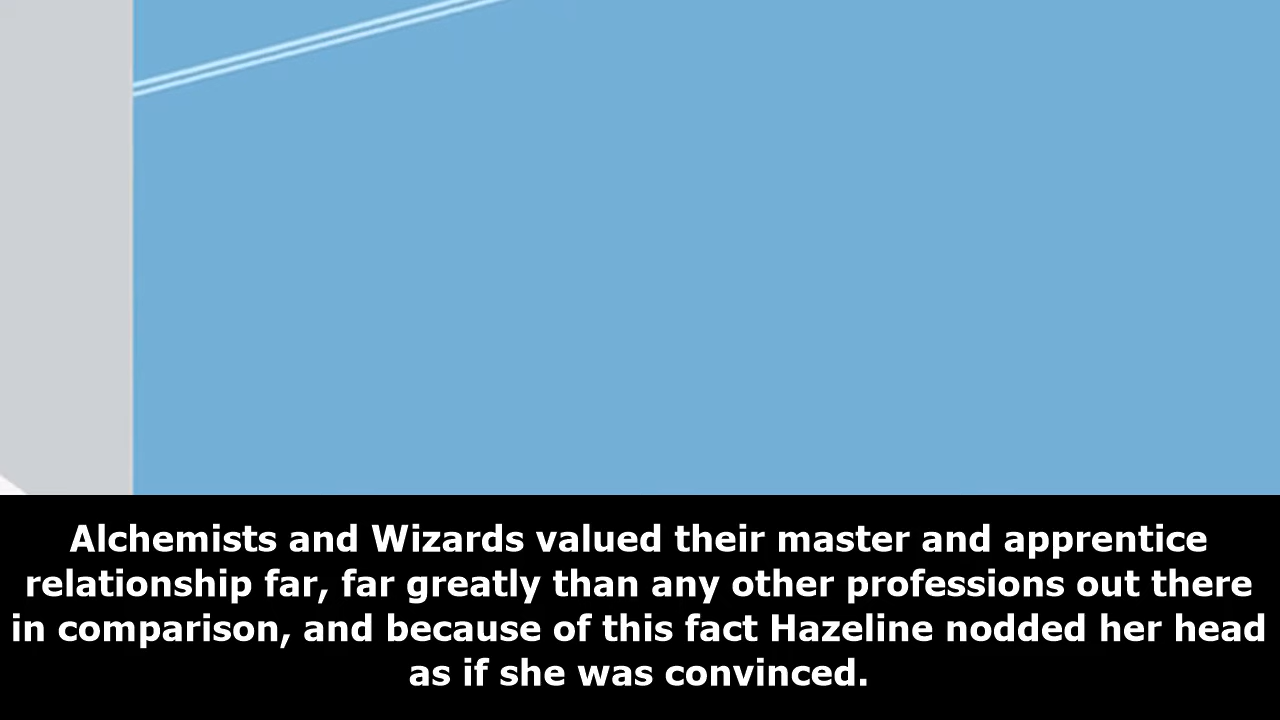 Alchemists and Wizards valued their master and apprentice
relationship far, far greatly than any other professions out there
in comparison, and because of this fact Hazeline nodded her head
as if she was convinced.